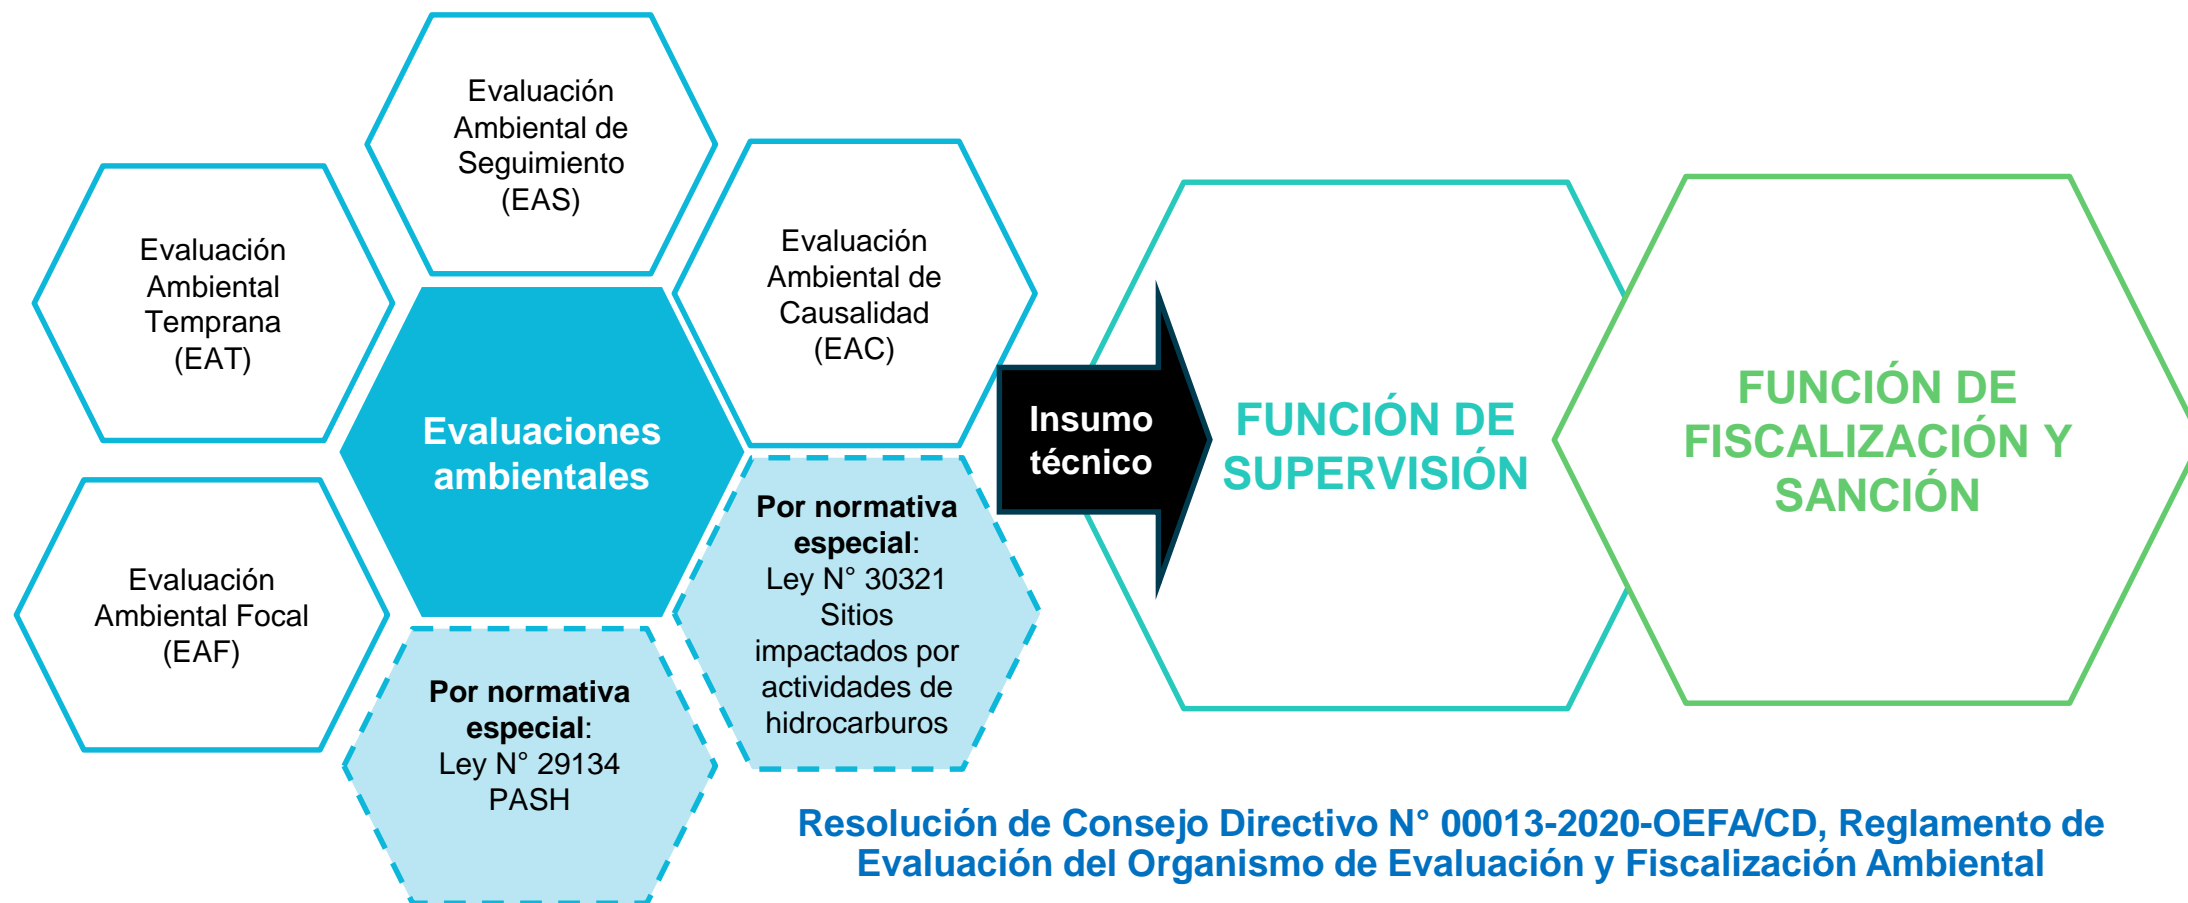 Evaluación
Ambiental de
Seguimiento
(EAS)
Evaluación
Ambiental
Temprana
(EAT)
Evaluación
Ambiental de
Causalidad
(EAC)
Evaluaciones
ambientales
Evaluación
Ambiental Focal
(EAF)
Por normativa
especial:
Ley N° 29134
PASH
Por normativa
especial:
Ley N° 30321
Sitios
impactados por
actividades de
hidrocarburos
Insumo
técnico
FUNCIÓN DE
SUPERVISIÓN
FUNCIÓN DE
FISCALIZACIÓN Y
SANCIÓN
Resolución de Consejo Directivo N° 00013-2020-OEFA/CD, Reglamento de
Evaluación del Organismo de Evaluación y Fiscalización Ambiental